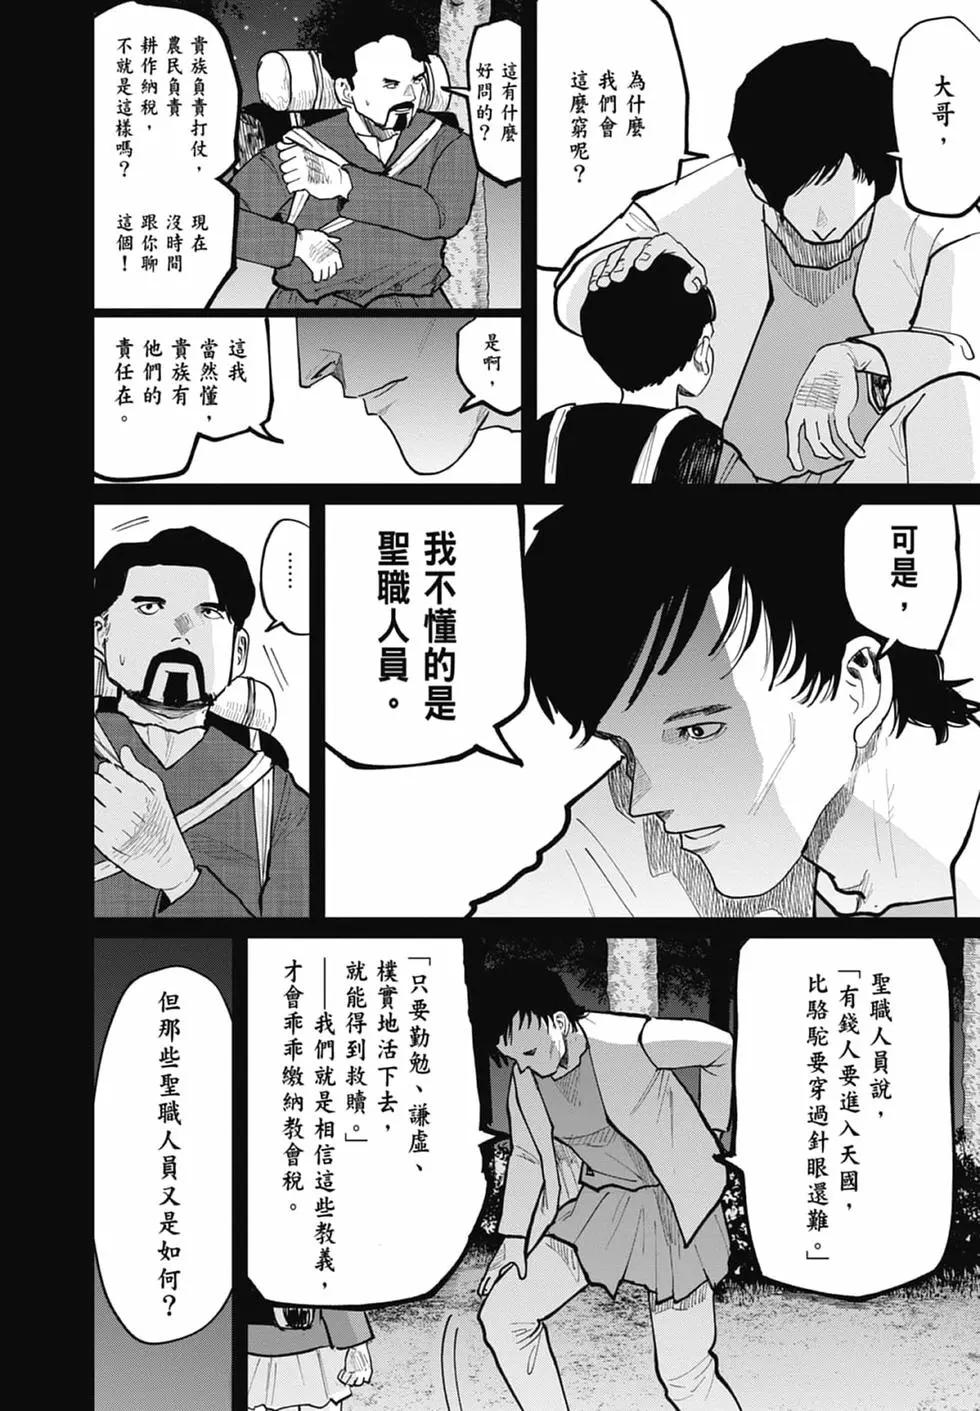 大哥，
為什麼
我們會
這麼窮呢？
這有什麼
好問的？
貴族負責打仗，
農民負責
耕作納稅，
不就是這樣嗎？
現在
沒時間
跟你聊
這個！
是啊，
這我
當然懂，
貴族有
他們的
責任在。
可是，
我不懂的是
聖職人員。
……
聖職人員說，
「有錢人要進入天國，
比駱駝要穿過針眼還難。」
「只要勤勉、謙虛、
樸實地活下去，
就能得到救贖。」
——我們就是相信這些教義，
才會乖乖繳納教會稅。
但那些聖職人員又是如何？